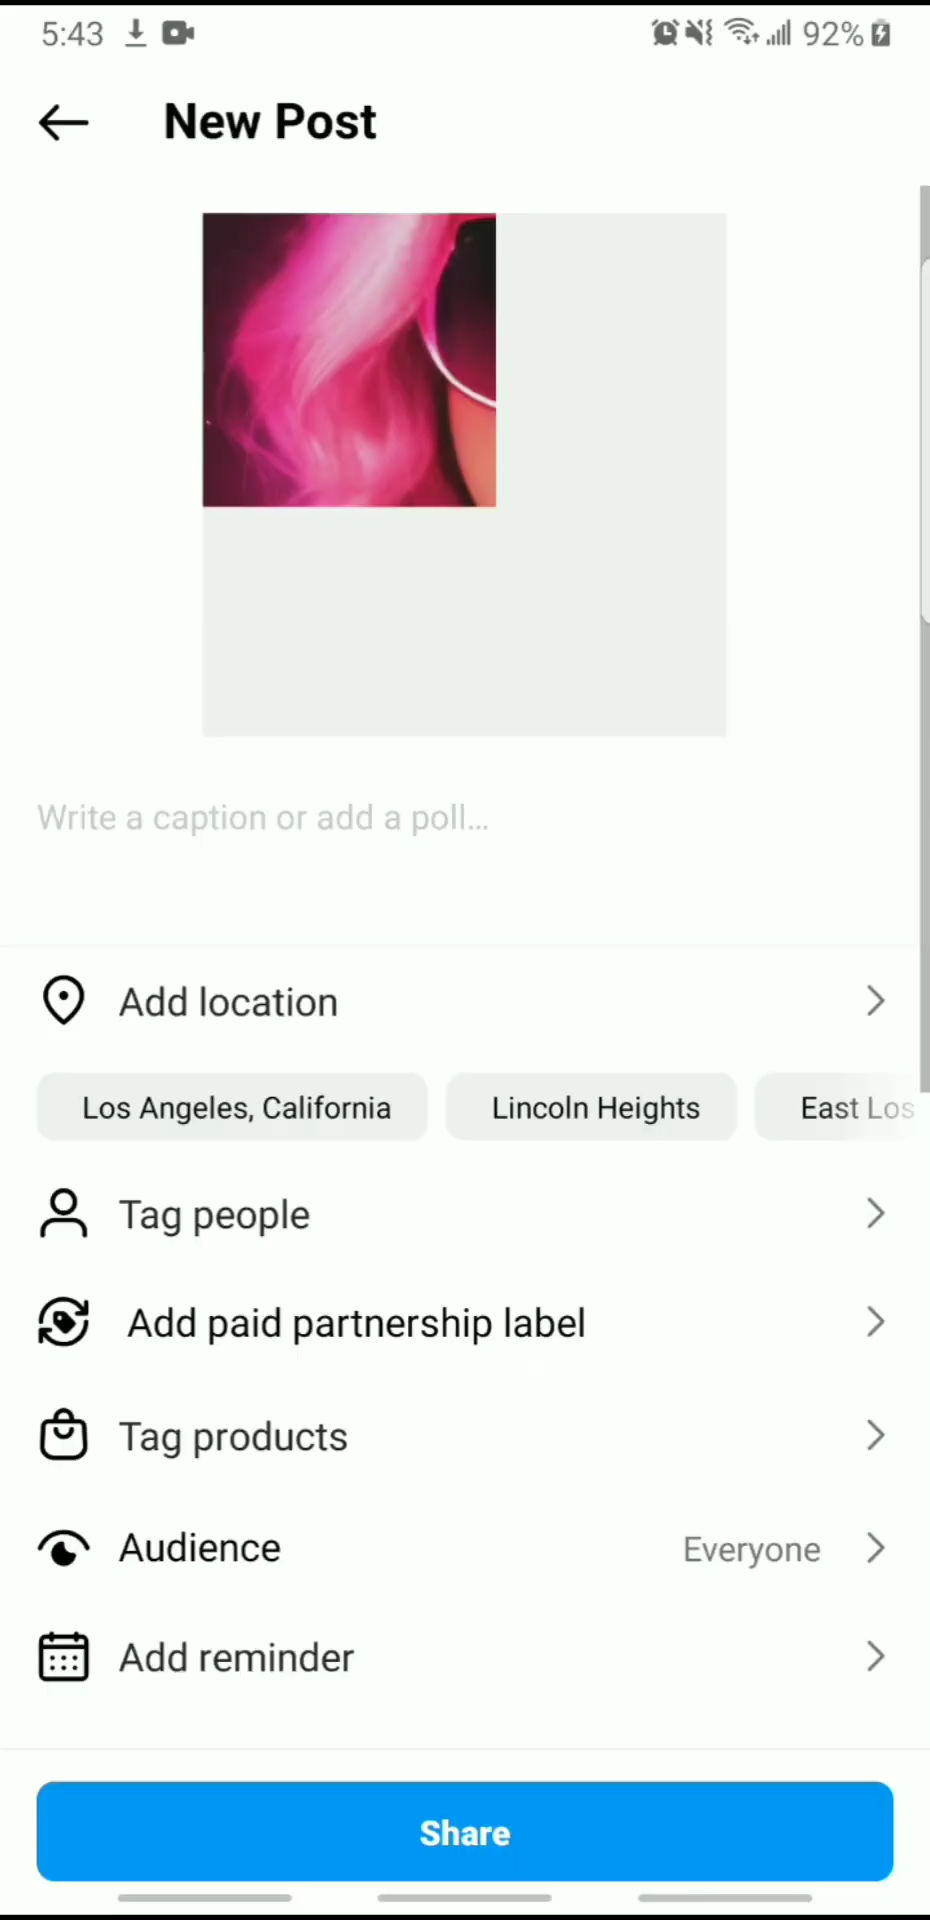 5:43 92%
New Post
Write a caption or add a poll...
Add location
Los Angeles, California Lincoln Heights East Los
Tag people
Add paid partnership label
Tag products
Audience Everyone
Add reminder
Share